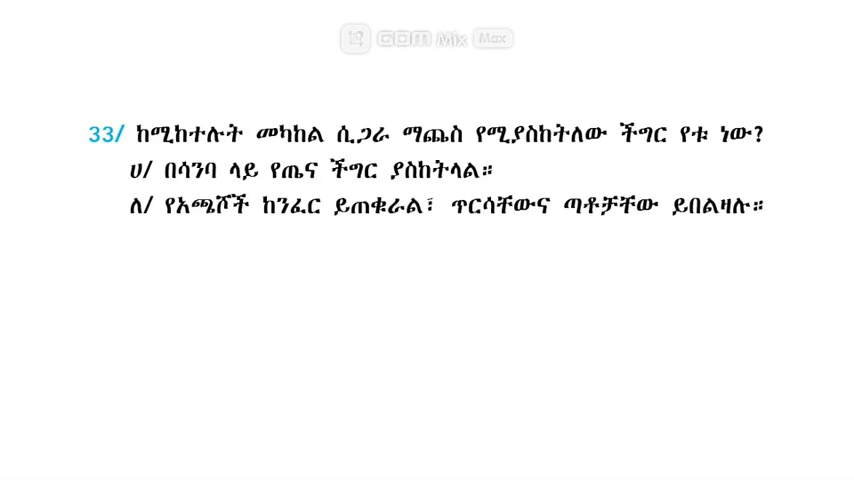 GOM Mix Max
33/ ከሚከተሉት መካከል ሲጋራ ማጨስ የሚያስከትለው ችግር የቱ ነው?
ሀ/ በሳንባ ላይ የጤና ችግር ያስከትላል።
ለ/ የአጫሾች ከንፈር ይጠቁራል፣ ጥርሳቸውና ጣቶቻቸው ይበልዛሉ።